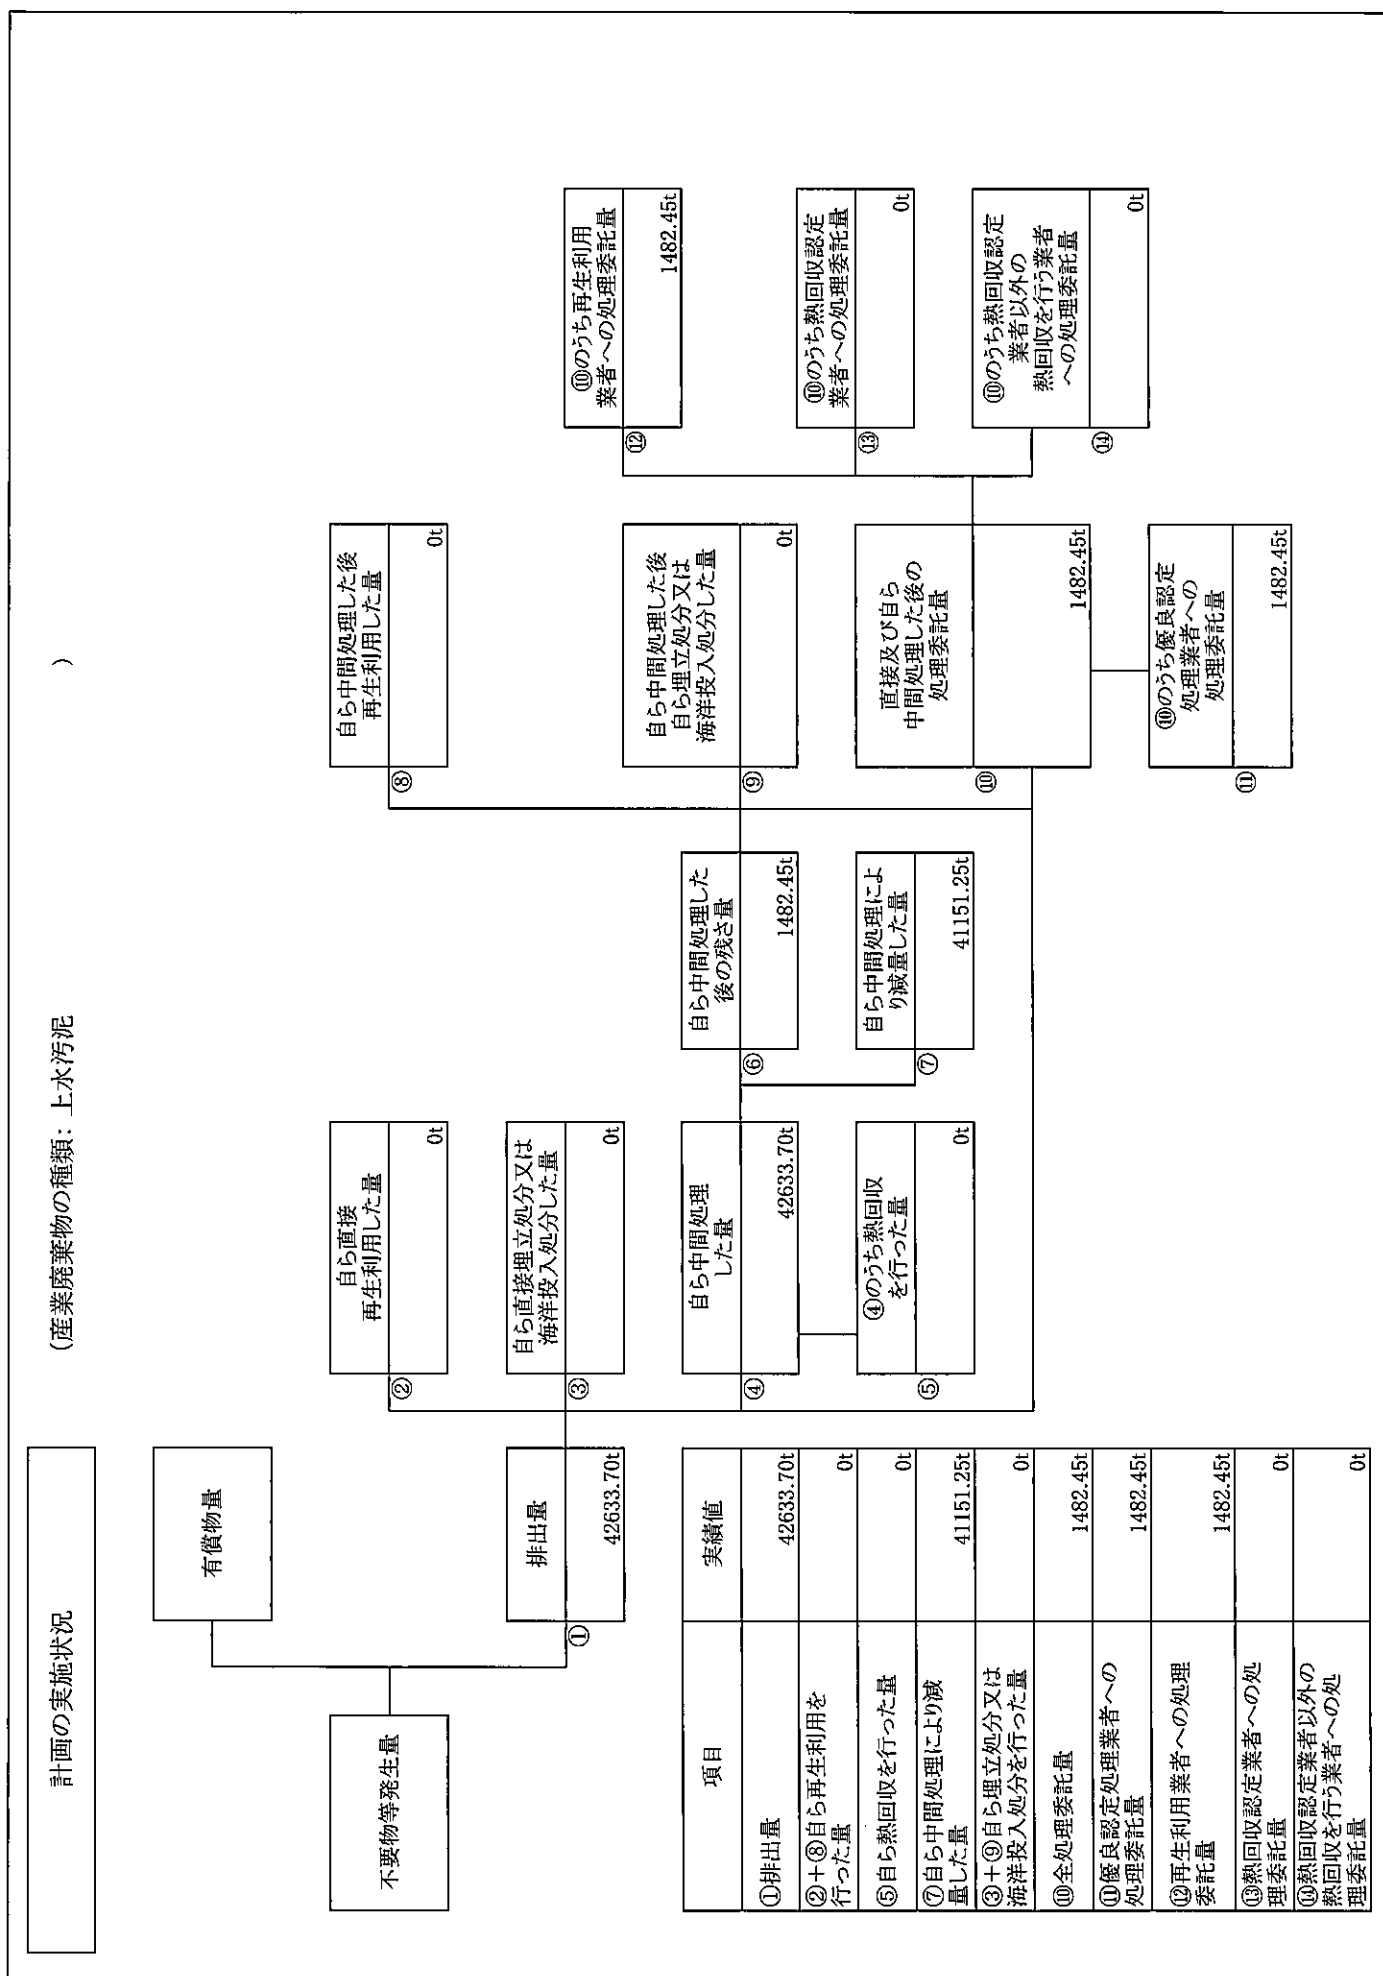 計画の実施状況
(産業廃棄物の種類：上水汚泥 )
不要物等発生量
有償物量
①
排出量
42633.70t
②
自ら直接
再生利用した量
0t
③
自ら直接埋立処分又は
海洋投入処分した量
0t
④
自ら中間処理
した量
42633.70t
⑤
④のうち熱回収
を行った量
0t
⑥
自ら中間処理した
後の残さ量
1482.45t
⑦
自ら中間処理によ
り減量した量
41151.25t
⑧
自ら中間処理した後
再生利用した量
0t
⑨
自ら中間処理した後
自ら埋立処分又は
海洋投入処分した量
0t
⑩
直接及び自ら
中間処理した後の
処理委託量
1482.45t
⑪
⑩のうち優良認定
処理業者への
処理委託量
1482.45t
⑫
⑩のうち再生利用
業者への処理委託量
1482.45t
⑬
⑩のうち熱回収認定
業者への処理委託量
0t
⑭
⑩のうち熱回収認定
業者以外の
熱回収を行う業者
への処理委託量
0t
項目 実績値
①排出量 42633.70t
②＋⑧自ら再生利用を
行った量 0t
⑤自ら熱回収を行った量 0t
⑦自ら中間処理により減
量した量 41151.25t
③＋⑨自ら埋立処分又は
海洋投入処分を行った量 0t
⑩全処理委託量 1482.45t
⑪優良認定処理業者への
処理委託量 1482.45t
⑫再生利用業者への処理
委託量 1482.45t
⑬熱回収認定業者への処
理委託量 0t
⑭熱回収認定業者以外の
熱回収を行う業者への処
理委託量 0t